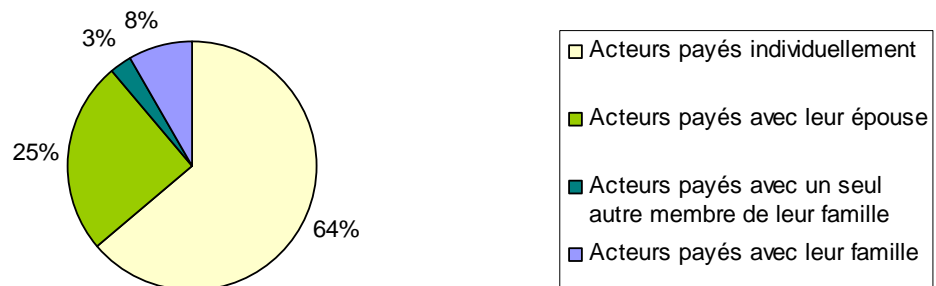 8%
3%
25%
64%
Acteurs payés individuellement
Acteurs payés avec leur épouse
Acteurs payés avec un seul
autre membre de leur famille
Acteurs payés avec leur famille